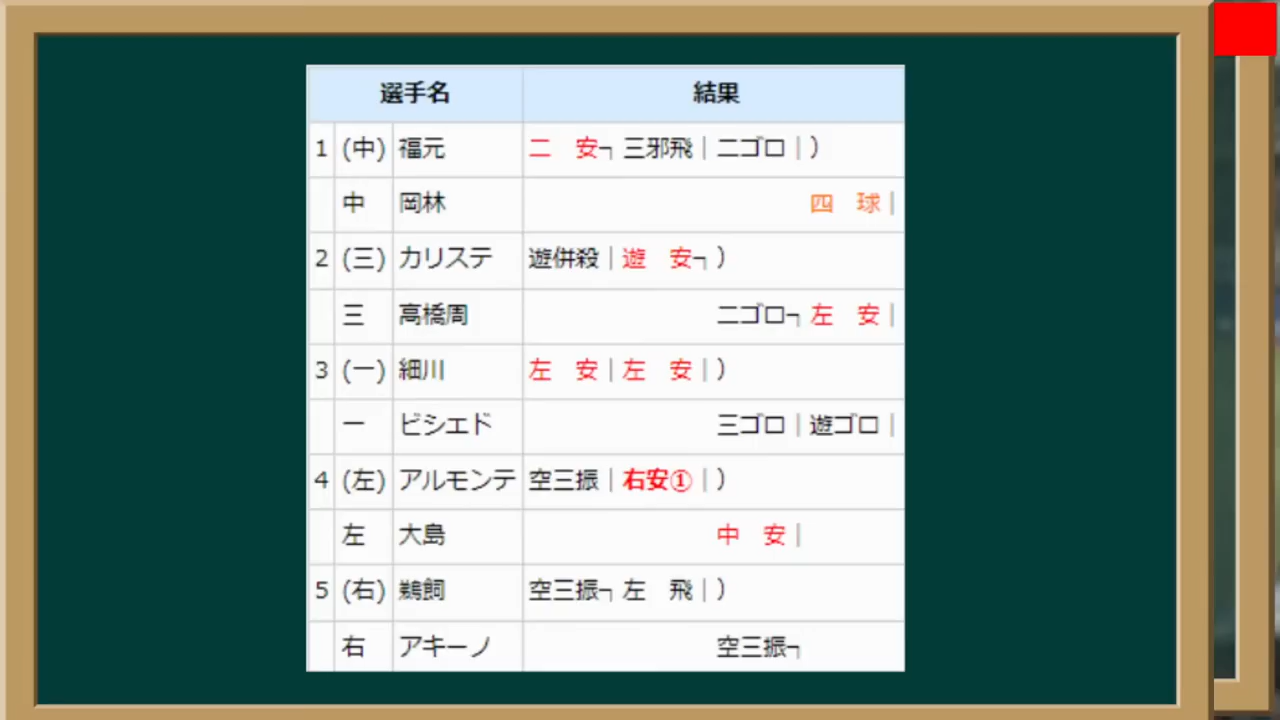 選手名 結果
1 (中) 福元 二 安┐三邪飛｜二ゴロ｜)
中 岡林 四 球｜
2 (三) カリステ 遊併殺｜遊 安┐)
三 高橋周 二ゴロ┐左 安｜
3 (一) 細川 左 安｜左 安｜)
一 ビシエド 三ゴロ｜遊ゴロ｜
4 (左) アルモンテ 空三振｜右安①｜)
左 大島 中 安｜
5 (右) 鵜飼 空三振┐左 飛｜)
右 アキーノ 空三振┐